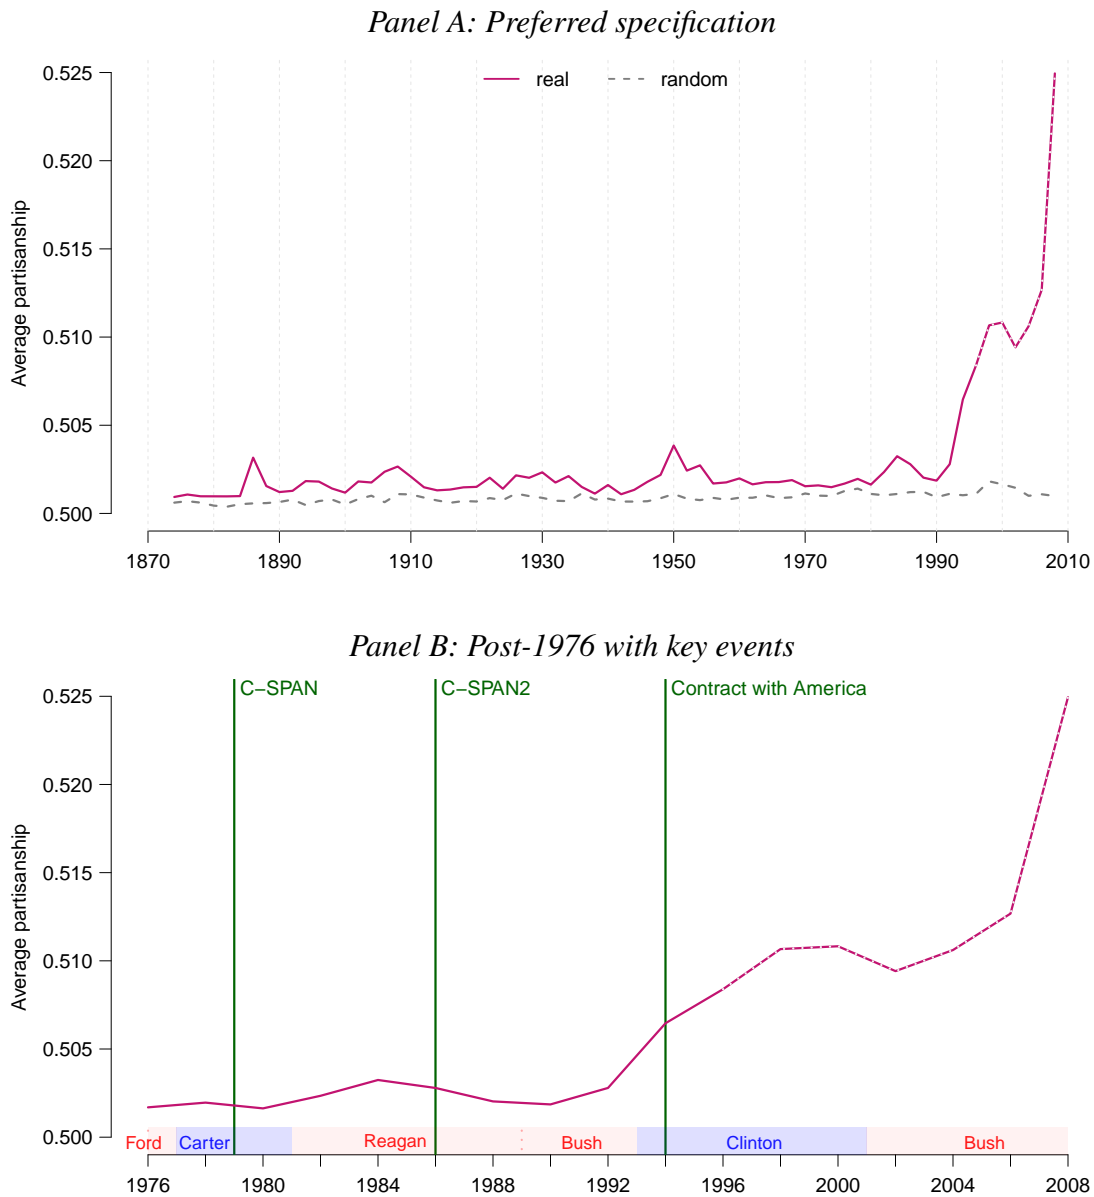 Panel A: Preferred specification
real random
Average partisanship
0.525
0.520
0.515
0.510
0.505
0.500
1870 1890 1910 1930 1950 1970 1990 2010
Panel B: Post-1976 with key events
C−SPAN C−SPAN2 Contract with America
Average partisanship
0.525
0.520
0.515
0.510
0.505
0.500
Ford Carter Reagan Bush Clinton Bush
1976 1980 1984 1988 1992 1996 2000 2004 2008